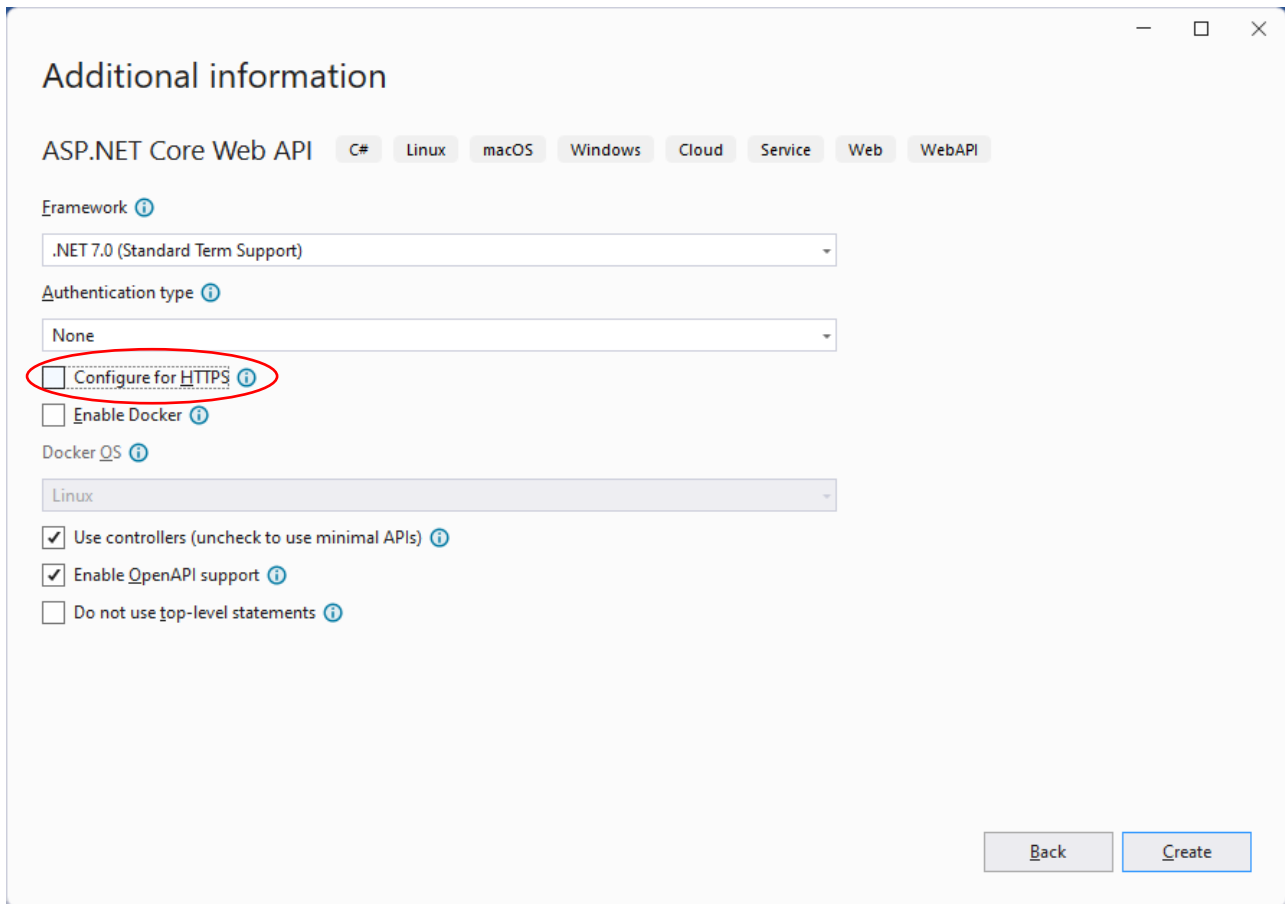 Additional information
ASP.NET Core Web API C# Linux macOS Windows Cloud Service Web WebAPI
Framework
.NET 7.0 (Standard Term Support)
Authentication type
None
Configure for HTTPS
Enable Docker
Docker OS
Linux
Use controllers (uncheck to use minimal APIs)
Enable OpenAPI support
Do not use top-level statements
Back Create